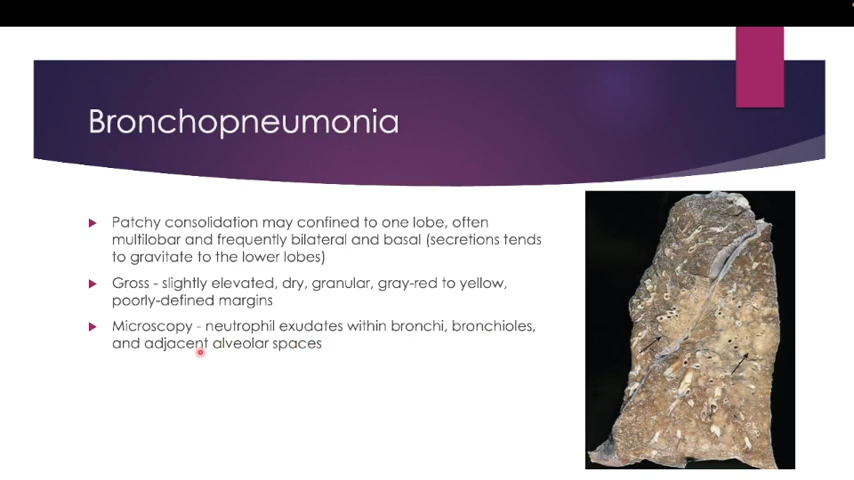 Bronchopneumonia
Patchy consolidation may confined to one lobe, often
multilobar and frequently bilateral and basal (secretions tends
to gravitate to the lower lobes)
Gross - slightly elevated, dry, granular, gray-red to yellow,
poorly-defined margins
Microscopy - neutrophil exudates within bronchi, bronchioles,
and adjacent alveolar spaces